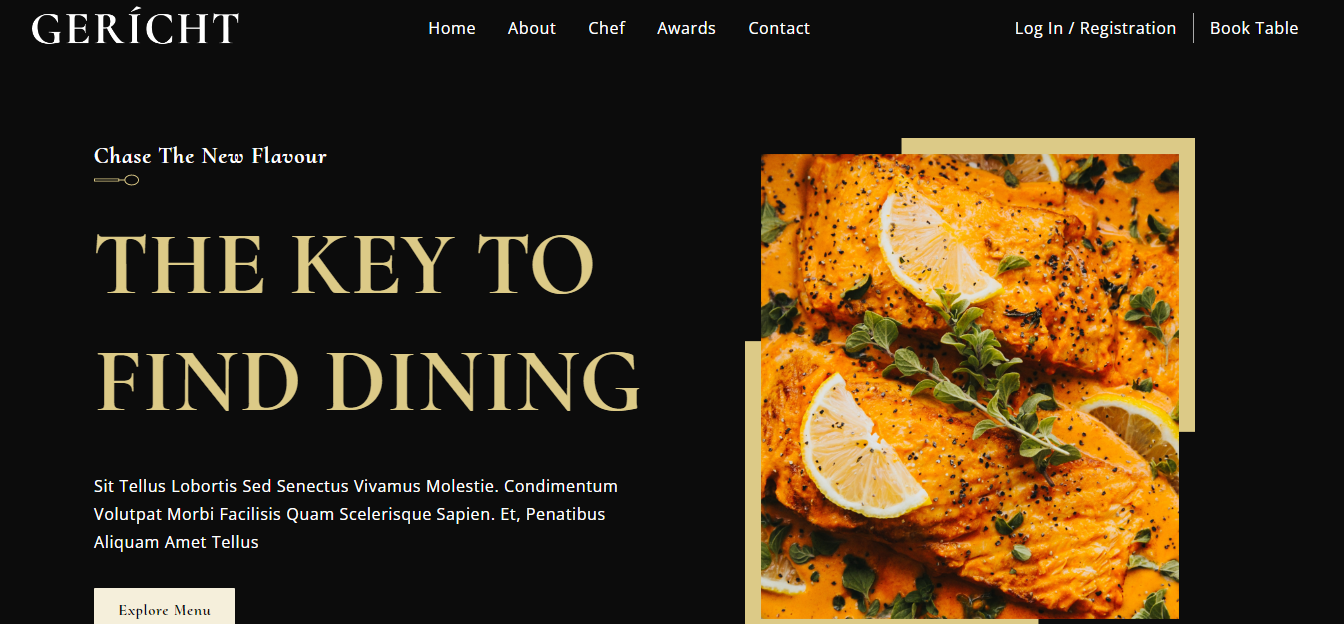 GERÍCHT
Home About Chef Awards Contact
Log In / Registration Book Table
Chase The New Flavour
THE KEY TO
FIND DINING
Sit Tellus Lobortis Sed Senectus Vivamus Molestie. Condimentum
Volutpat Morbi Facilisis Quam Scelerisque Sapien. Et, Penatibus
Aliquam Amet Tellus
Explore Menu